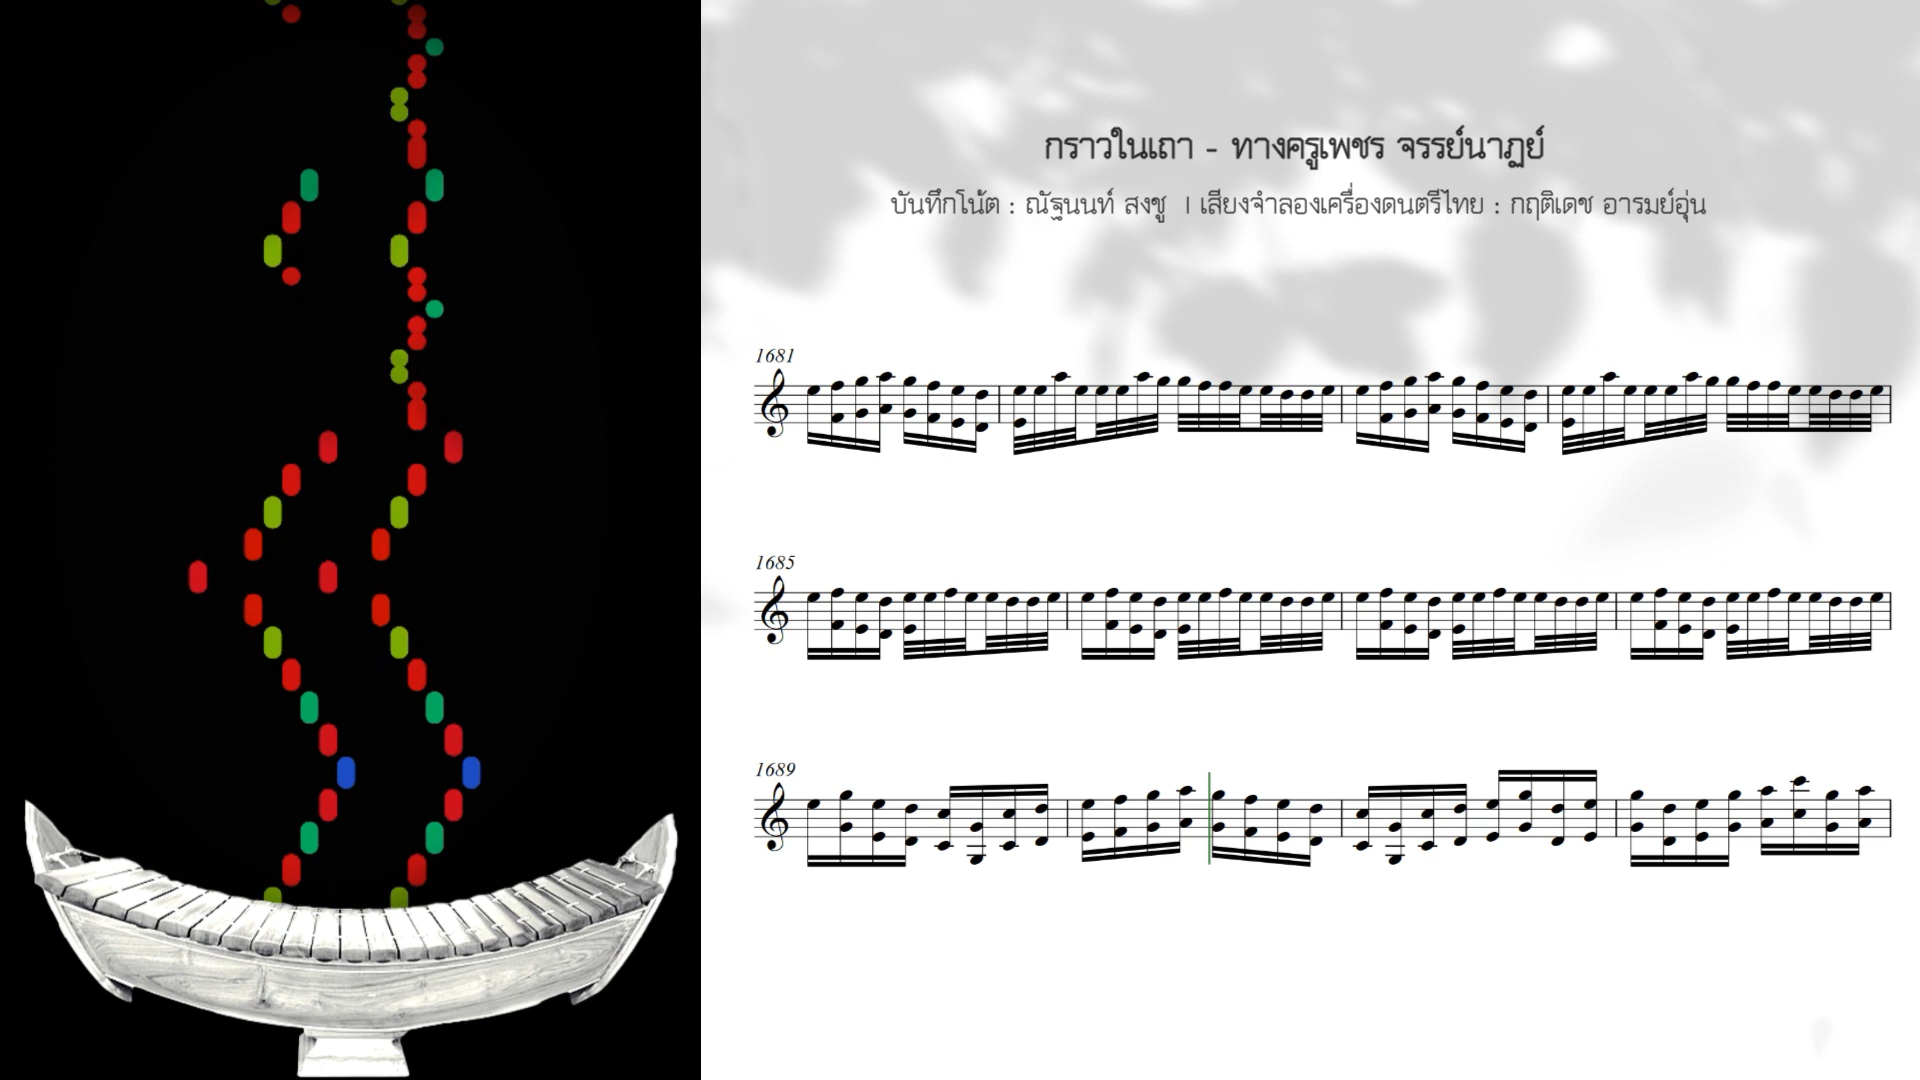 กราวในเถา - ทางครูเพชร จรรย์นาฏย์
บันทึกโน้ต : ณัฐนนท์ สงชู | เสียงจำลองเครื่องดนตรีไทย : กฤติเดช อารมย์อุ่น
1681
1685
1689